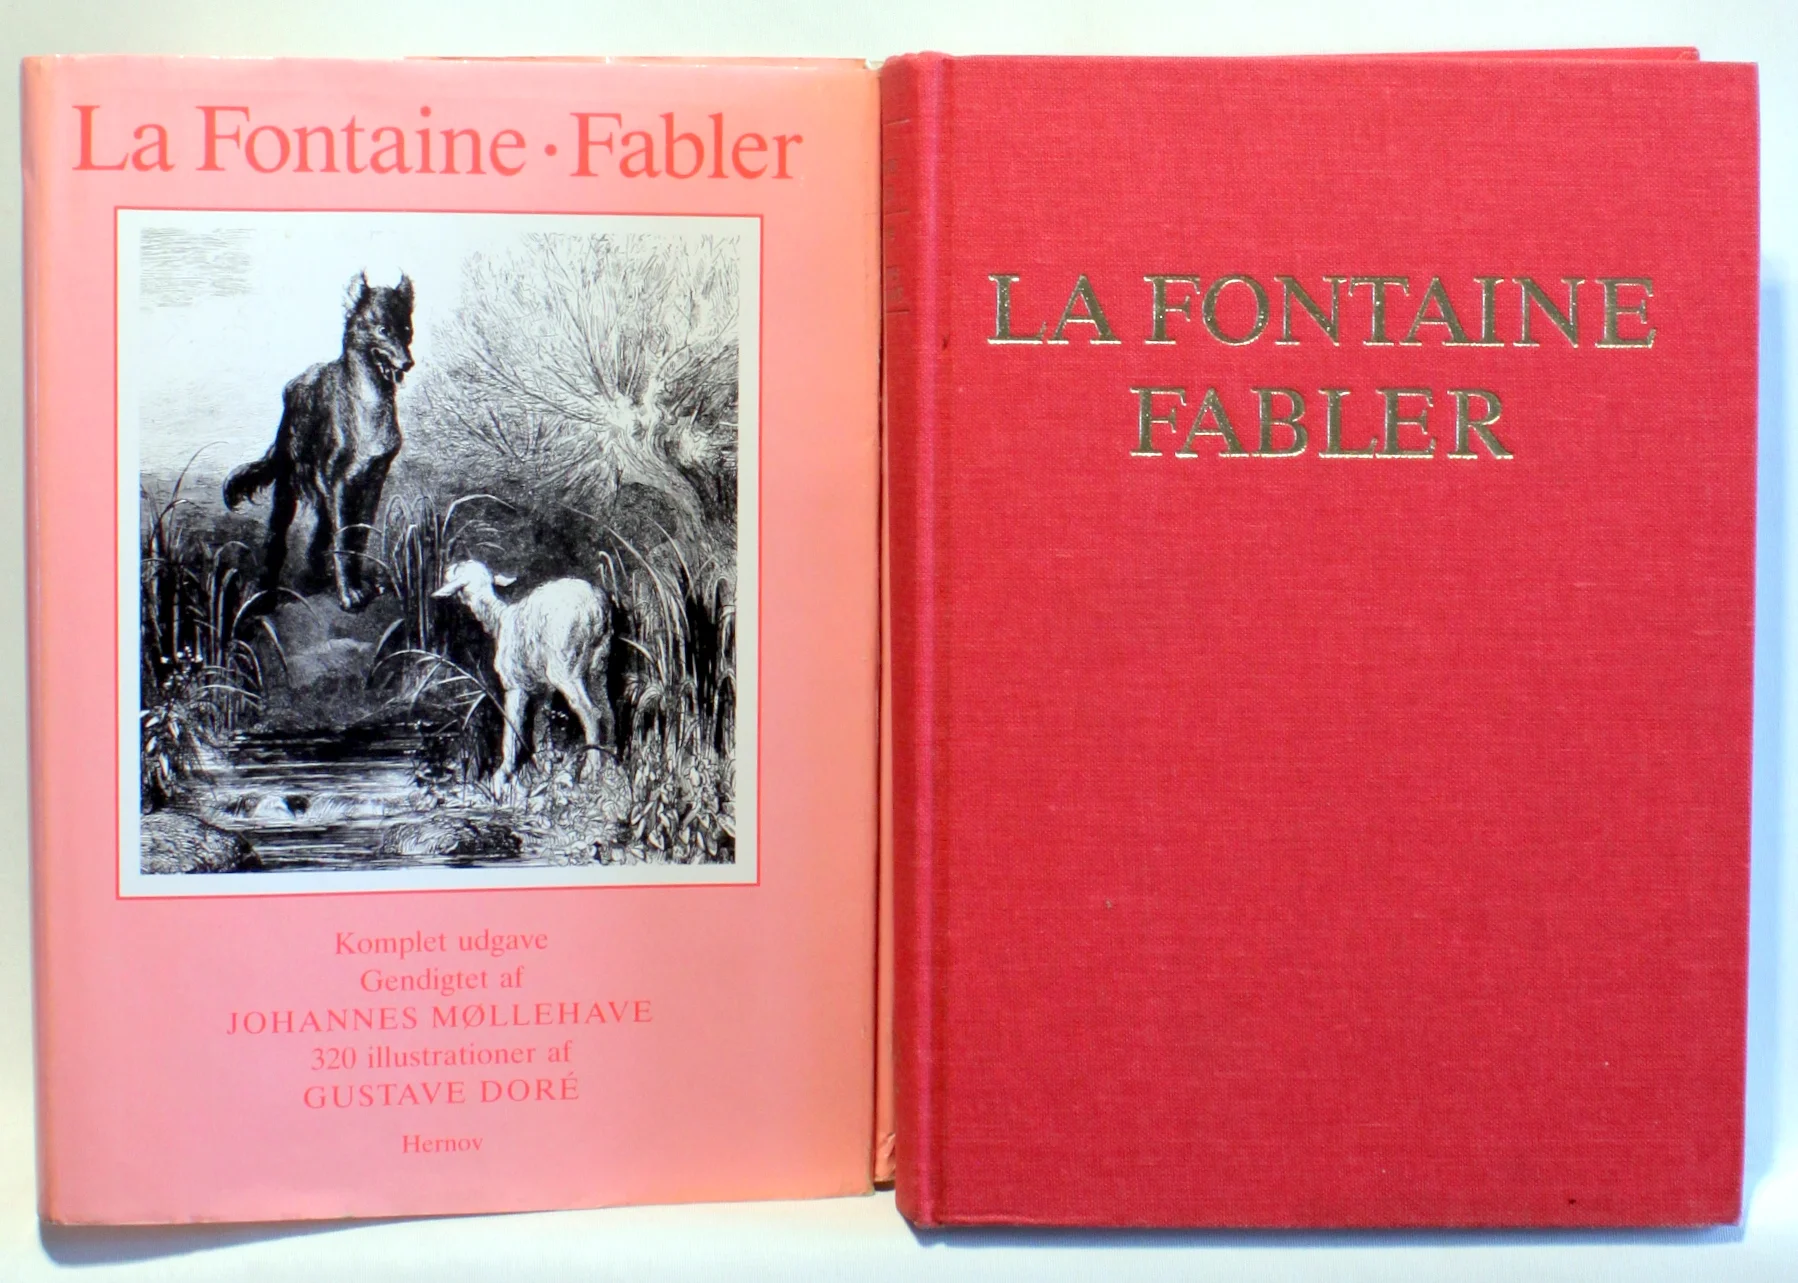 La Fontaine · Fabler
Komplet udgave
Gendigtet af
JOHANNES MØLLEHAVE
320 illustrationer af
GUSTAVE DORÉ
Hernov
LA FONTAINE
FABLER